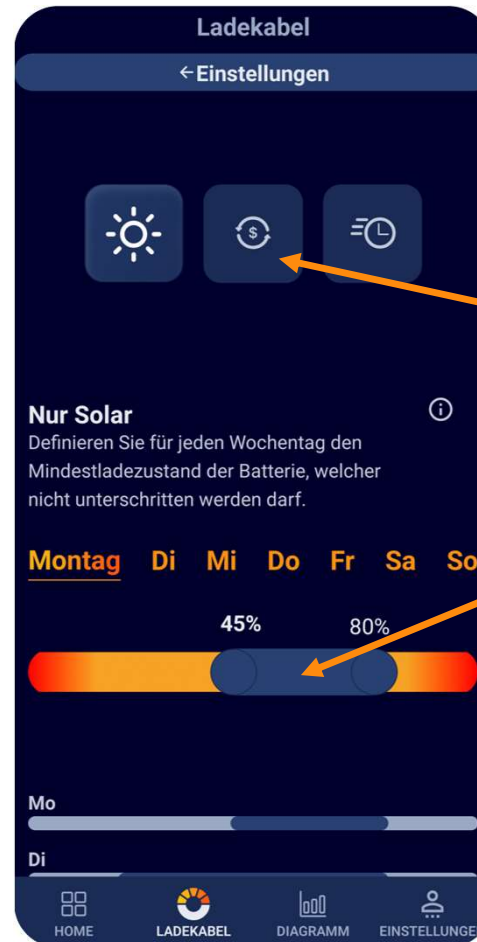 Ladekabel
←Einstellungen
$
Nur Solar
Definieren Sie für jeden Wochentag den
Mindestladezustand der Batterie, welcher
nicht unterschritten werden darf.
Montag Di Mi Do Fr Sa So
45% 80%
Mo
Di
HOME LADEKABEL DIAGRAMM EINSTELLUNGE